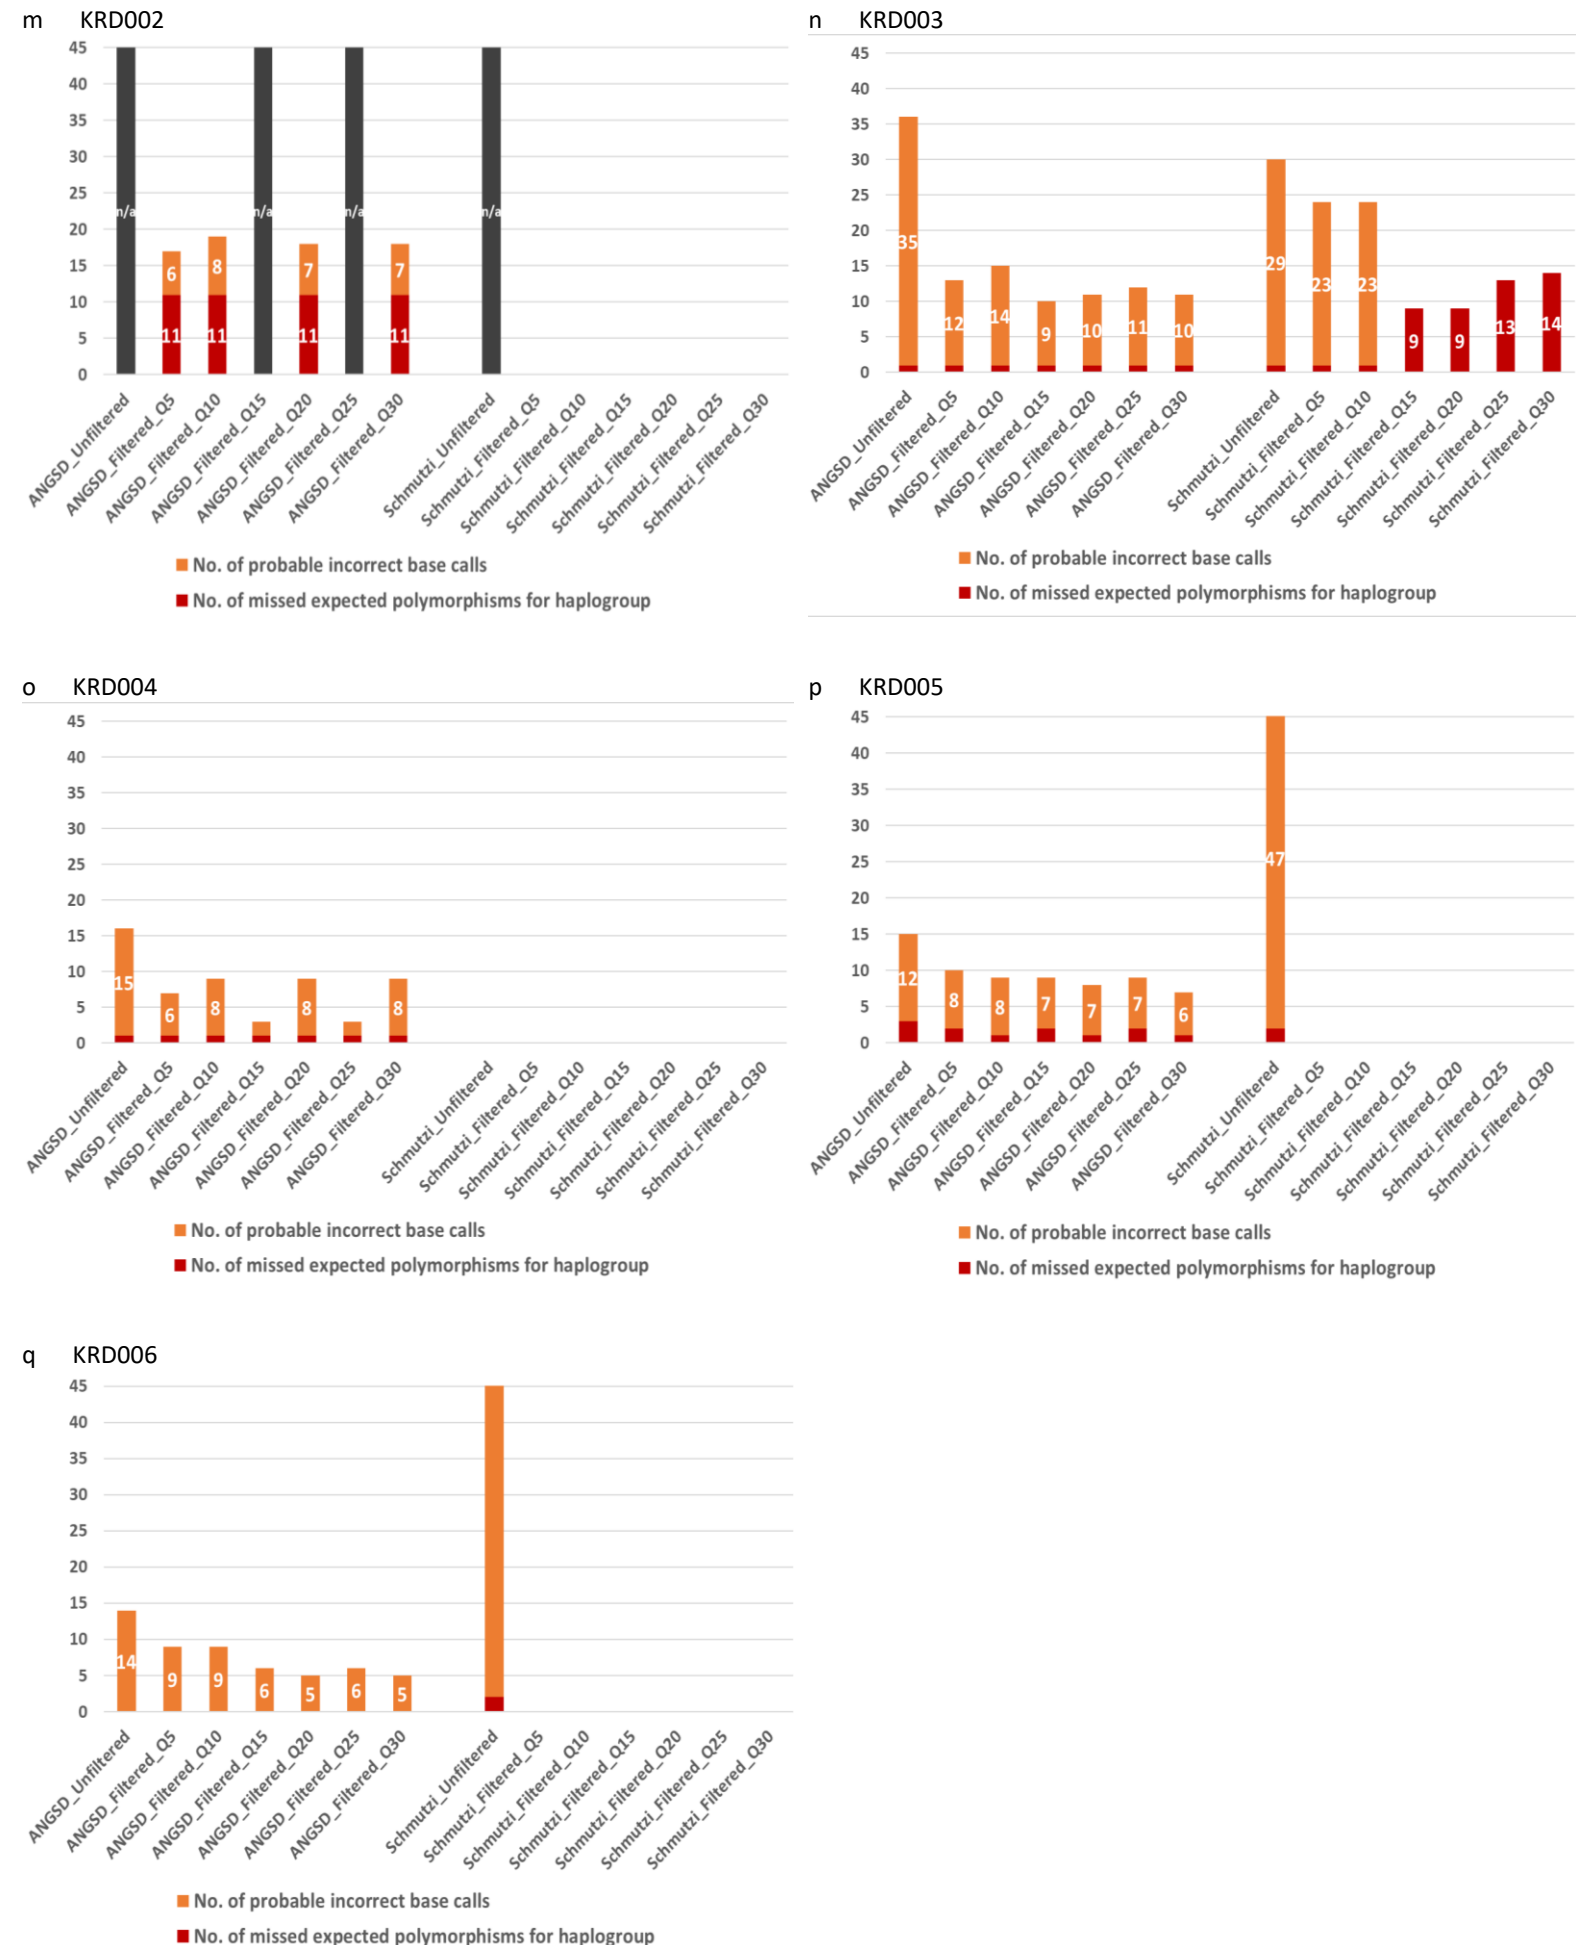 m KRD002
45
40
35
30
25
20
15
10
5
0
n/a
6
11
8
11
n/a
7
11
n/a
7
11
n/a
ANGSD_Unfiltered
ANGSD_Filtered_Q5
ANGSD_Filtered_Q10
ANGSD_Filtered_Q15
ANGSD_Filtered_Q20
ANGSD_Filtered_Q25
ANGSD_Filtered_Q30
Schmutzi_Unfiltered
Schmutzi_Filtered_Q5
Schmutzi_Filtered_Q10
Schmutzi_Filtered_Q15
Schmutzi_Filtered_Q20
Schmutzi_Filtered_Q25
Schmutzi_Filtered_Q30
No. of probable incorrect base calls
No. of missed expected polymorphisms for haplogroup
n KRD003
45
40
35
30
25
20
15
10
5
0
35
12
14
9
10
11
10
29
23
23
9
9
13
14
ANGSD_Unfiltered
ANGSD_Filtered_Q5
ANGSD_Filtered_Q10
ANGSD_Filtered_Q15
ANGSD_Filtered_Q20
ANGSD_Filtered_Q25
ANGSD_Filtered_Q30
Schmutzi_Unfiltered
Schmutzi_Filtered_Q5
Schmutzi_Filtered_Q10
Schmutzi_Filtered_Q15
Schmutzi_Filtered_Q20
Schmutzi_Filtered_Q25
Schmutzi_Filtered_Q30
No. of probable incorrect base calls
No. of missed expected polymorphisms for haplogroup
o KRD004
45
40
35
30
25
20
15
10
5
0
15
6
8
8
8
ANGSD_Unfiltered
ANGSD_Filtered_Q5
ANGSD_Filtered_Q10
ANGSD_Filtered_Q15
ANGSD_Filtered_Q20
ANGSD_Filtered_Q25
ANGSD_Filtered_Q30
Schmutzi_Unfiltered
Schmutzi_Filtered_Q5
Schmutzi_Filtered_Q10
Schmutzi_Filtered_Q15
Schmutzi_Filtered_Q20
Schmutzi_Filtered_Q25
Schmutzi_Filtered_Q30
No. of probable incorrect base calls
No. of missed expected polymorphisms for haplogroup
p KRD005
45
40
35
30
25
20
15
10
5
0
12
8
8
7
7
7
6
47
ANGSD_Unfiltered
ANGSD_Filtered_Q5
ANGSD_Filtered_Q10
ANGSD_Filtered_Q15
ANGSD_Filtered_Q20
ANGSD_Filtered_Q25
ANGSD_Filtered_Q30
Schmutzi_Unfiltered
Schmutzi_Filtered_Q5
Schmutzi_Filtered_Q10
Schmutzi_Filtered_Q15
Schmutzi_Filtered_Q20
Schmutzi_Filtered_Q25
Schmutzi_Filtered_Q30
No. of probable incorrect base calls
No. of missed expected polymorphisms for haplogroup
q KRD006
45
40
35
30
25
20
15
10
5
0
14
9
9
6
5
6
5
ANGSD_Unfiltered
ANGSD_Filtered_Q5
ANGSD_Filtered_Q10
ANGSD_Filtered_Q15
ANGSD_Filtered_Q20
ANGSD_Filtered_Q25
ANGSD_Filtered_Q30
Schmutzi_Unfiltered
Schmutzi_Filtered_Q5
Schmutzi_Filtered_Q10
Schmutzi_Filtered_Q15
Schmutzi_Filtered_Q20
Schmutzi_Filtered_Q25
Schmutzi_Filtered_Q30
No. of probable incorrect base calls
No. of missed expected polymorphisms for haplogroup